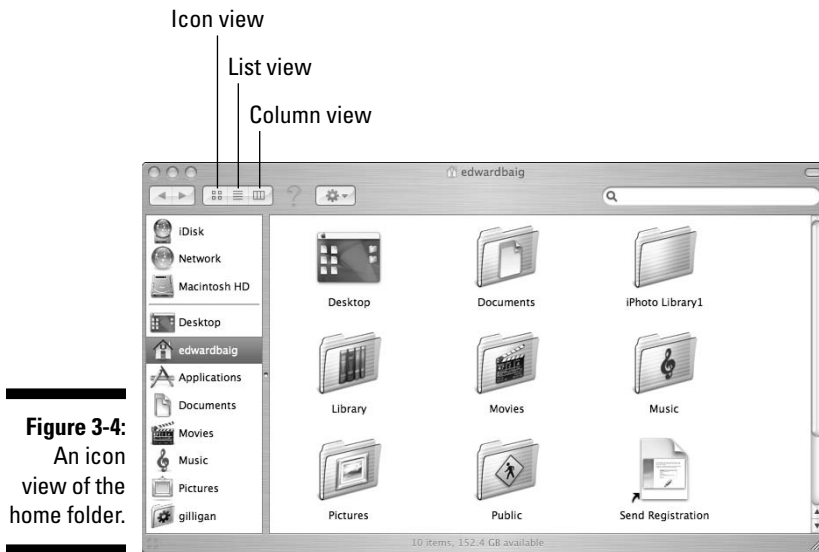 Icon view
List view
Column view
edwardbaig
iDisk
Network
Macintosh HD
Desktop
edwardbaig
Applications
Documents
Movies
Music
Pictures
gilligan
Desktop
Documents
iPhoto Library1
Library
Movies
Music
Pictures
Public
Send Registration
10 items, 152.4 GB available
Figure 3-4:
An icon
view of the
home folder.